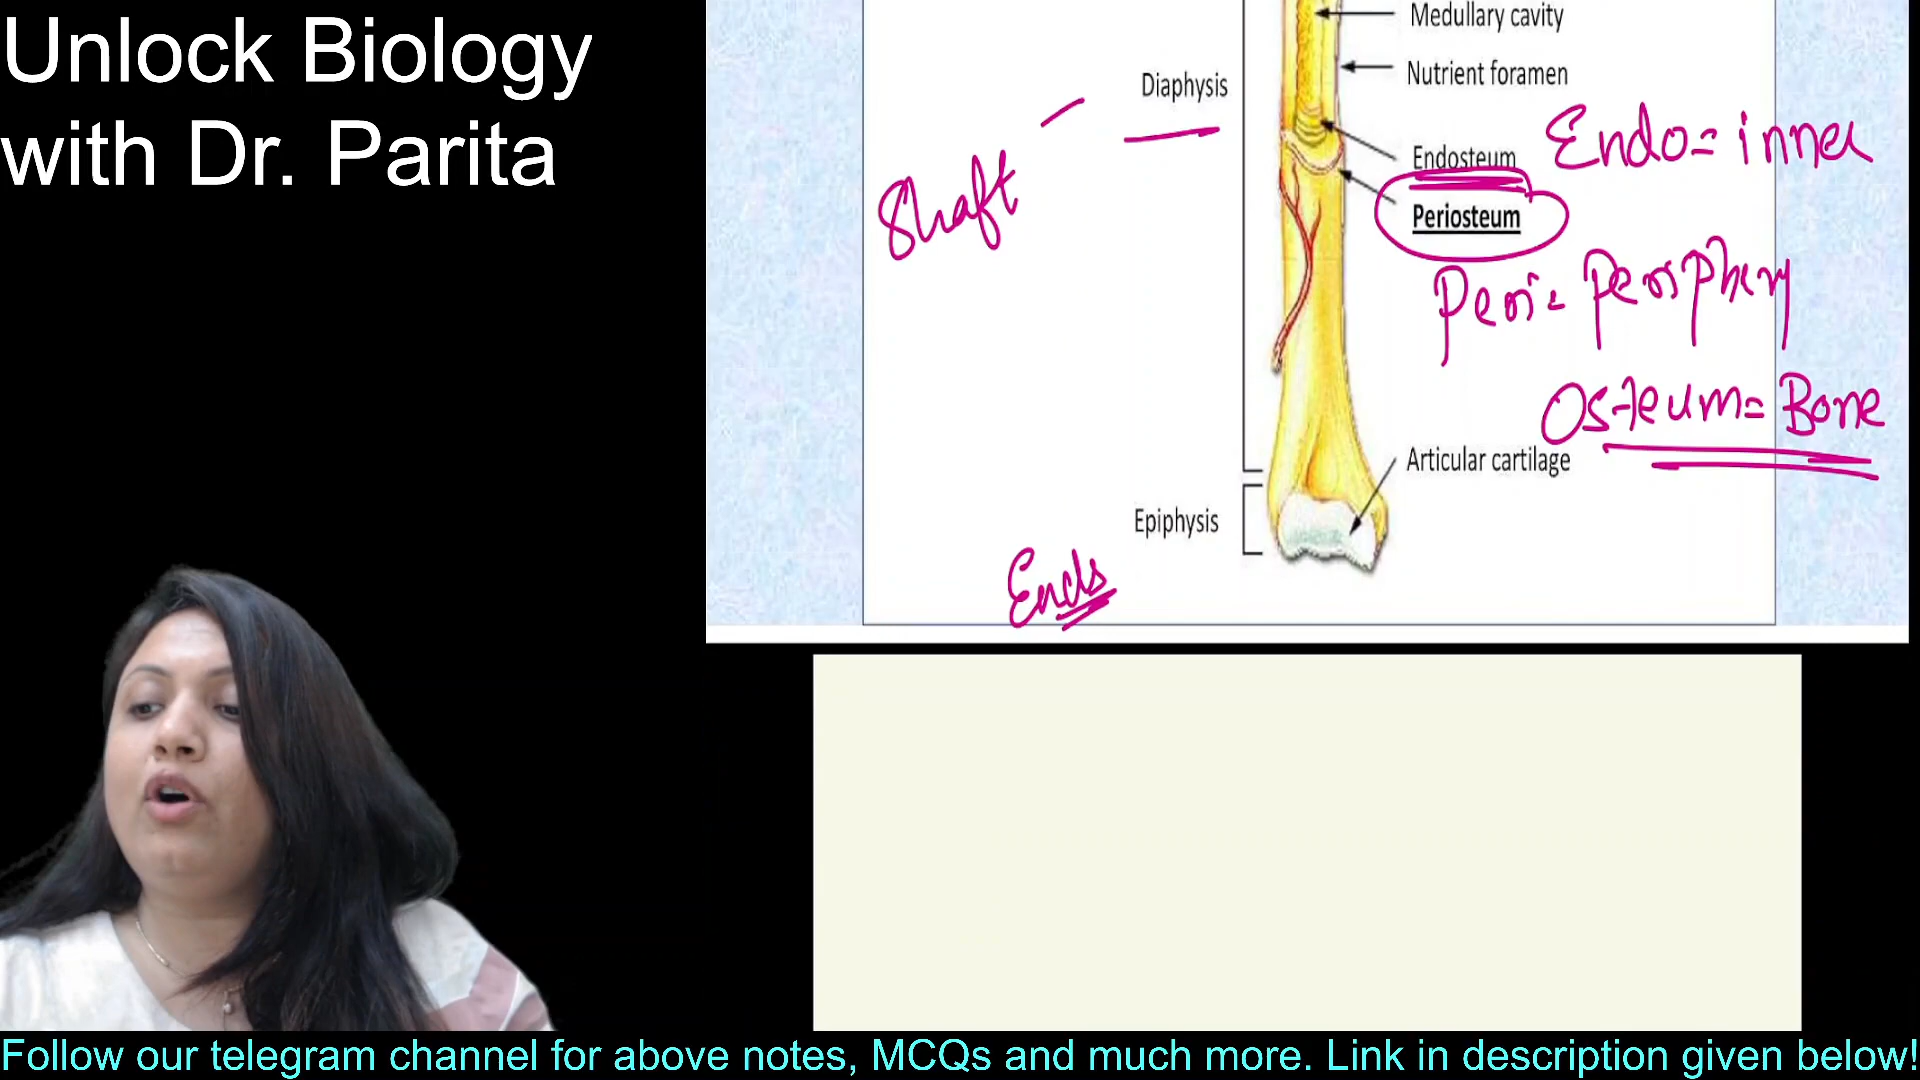 Unlock Biology
with Dr. Parita
Medullary cavity
Nutrient foramen
Diaphysis
Shaft
Endosteum
Endo = inner
Periosteum
Peri = Periphery
Osteum = Bone
Articular cartilage
Epiphysis
Ends
Follow our telegram channel for above notes, MCQs and much more. Link in description given below!